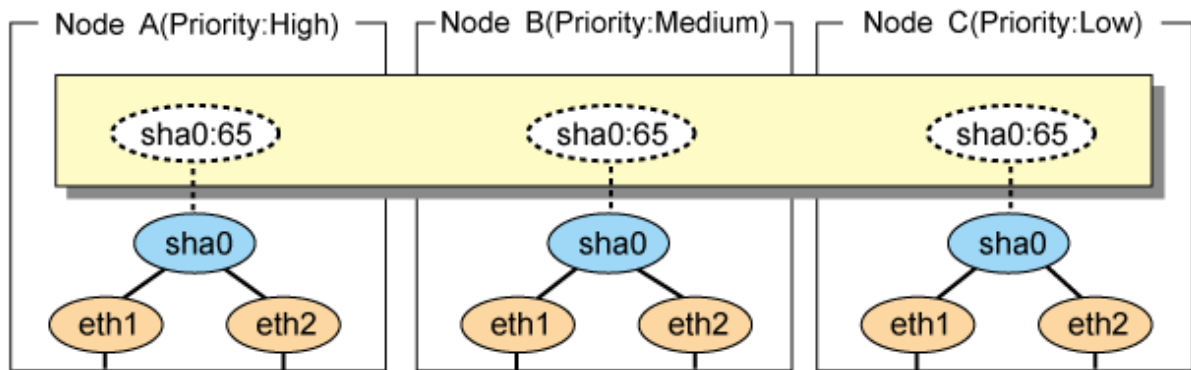 Node A(Priority:High) Node B(Priority:Medium) Node C(Priority:Low)
sha0:65 sha0:65 sha0:65
sha0 sha0 sha0
eth1 eth2 eth1 eth2 eth1 eth2